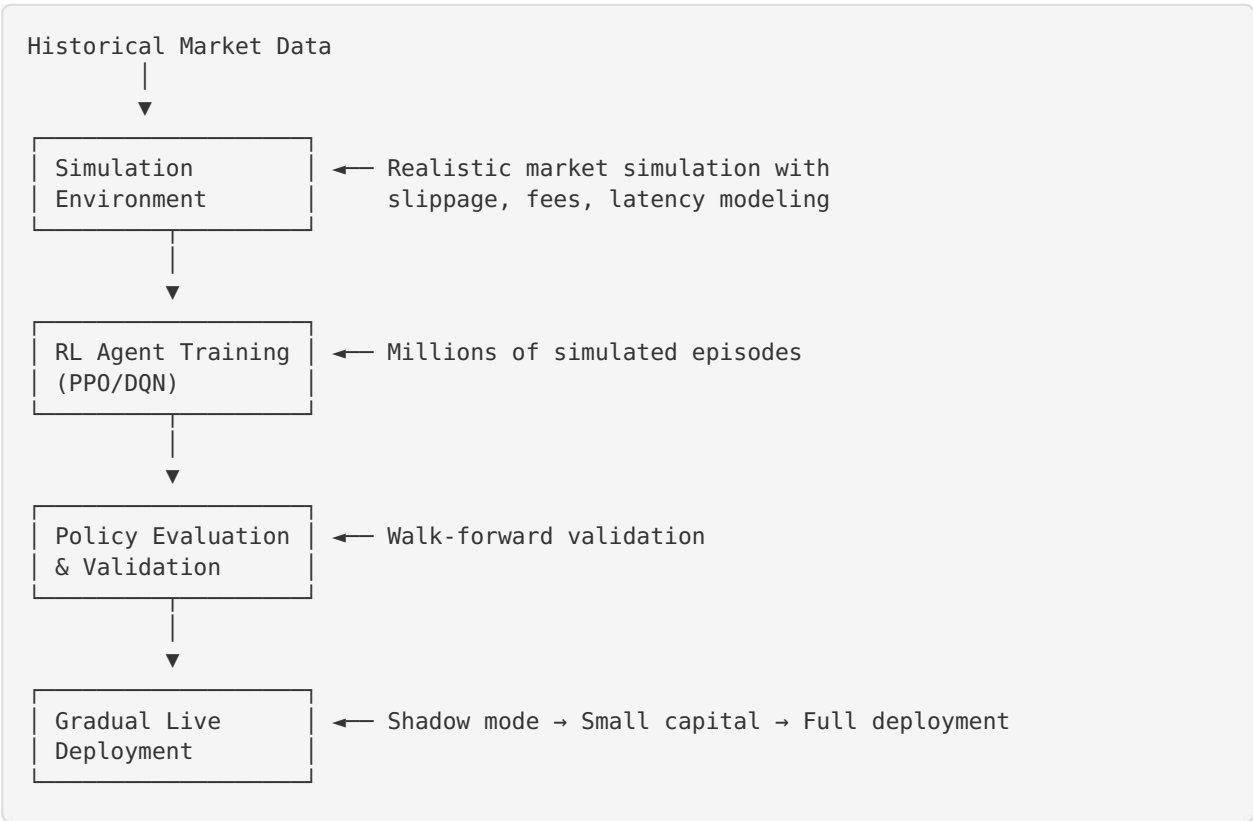 Historical Market Data
Simulation ◄── Realistic market simulation with
Environment slippage, fees, latency modeling
RL Agent Training ◄── Millions of simulated episodes
(PPO/DQN)
Policy Evaluation ◄── Walk-forward validation
& Validation
Gradual Live ◄── Shadow mode → Small capital → Full deployment
Deployment